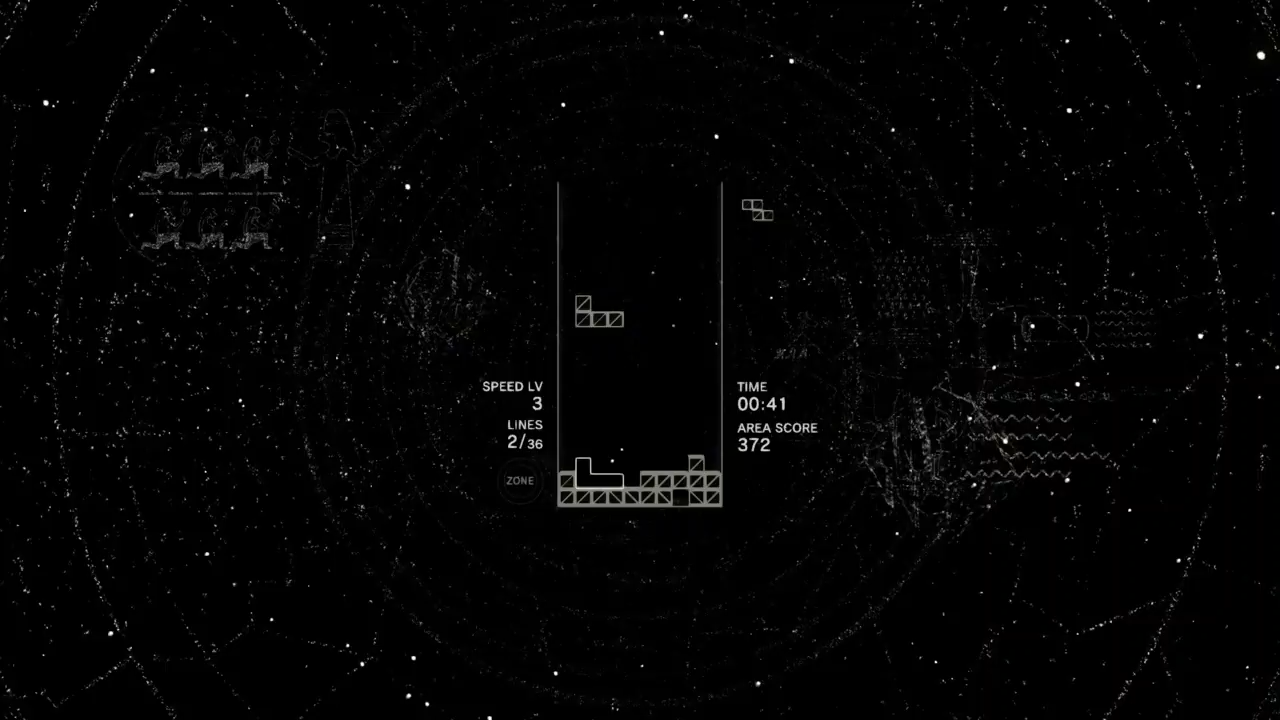 SPEED LV
3
LINES
2/36
ZONE
TIME
00:41
AREA SCORE
372